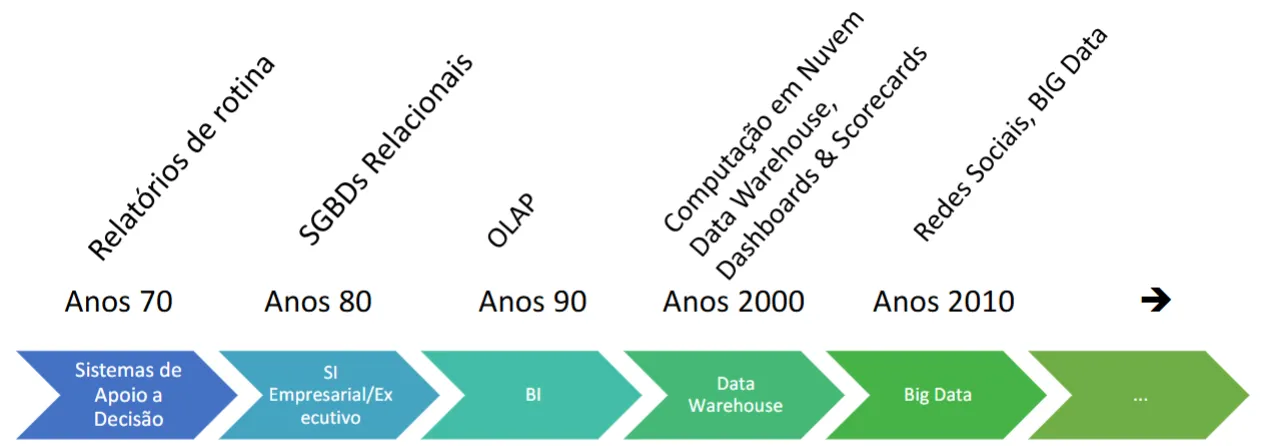 Relatórios de rotina
SGBDs Relacionais
OLAP
Computação em Nuvem
Data Warehouse,
Dashboards & Scorecards
Redes Sociais, BIG Data
Anos 70
Anos 80
Anos 90
Anos 2000
Anos 2010
➔
Sistemas de
Apoio a
Decisão
SI
Empresarial/Ex
ecutivo
BI
Data
Warehouse
Big Data
...